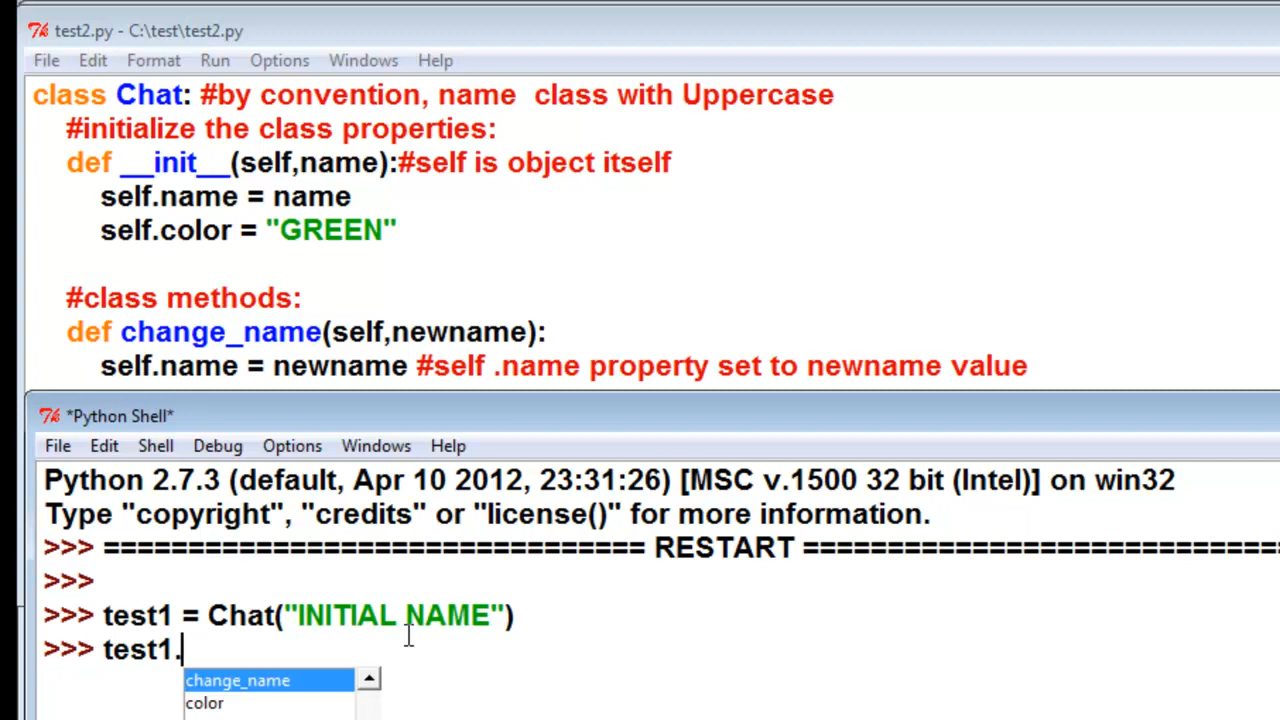 test2.py - C:\test\test2.py
File Edit Format Run Options Windows Help
class Chat: #by convention, name  class with Uppercase
    #initialize the class properties:
    def __init__(self,name):#self is object itself
        self.name = name
        self.color = "GREEN"
    #class methods:
    def change_name(self,newname):
        self.name = newname #self .name property set to newname value
*Python Shell*
File Edit Shell Debug Options Windows Help
Python 2.7.3 (default, Apr 10 2012, 23:31:26) [MSC v.1500 32 bit (Intel)] on win32
Type "copyright", "credits" or "license()" for more information.
>>> ================================ RESTART ============================
>>>
>>> test1 = Chat("INITIAL NAME")
>>> test1.
change_name
color